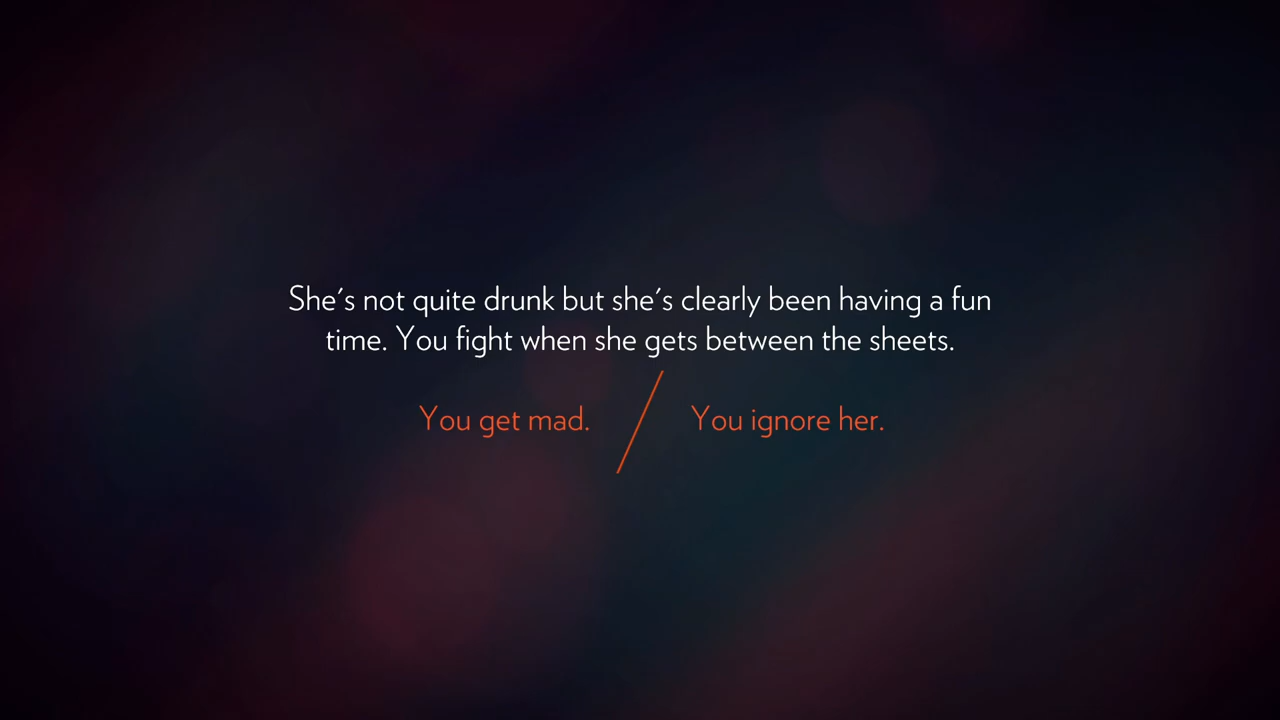 She's not quite drunk but she's clearly been having a fun
time. You fight when she gets between the sheets.
You get mad. / You ignore her.